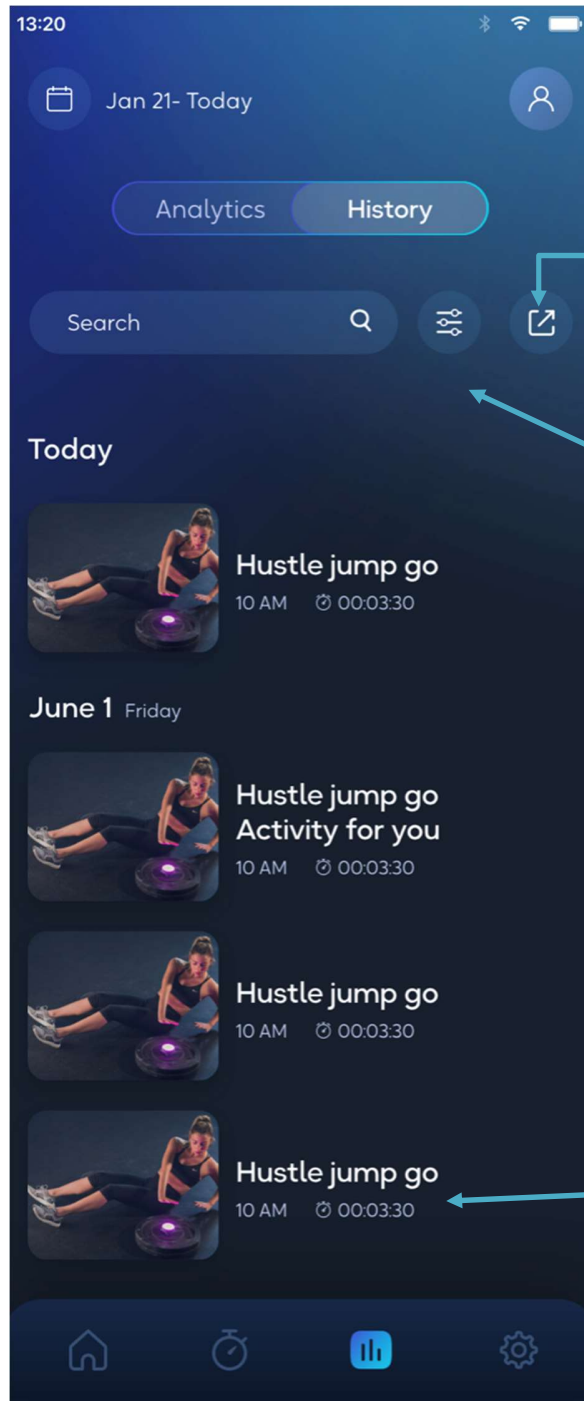 13:20
Jan 21- Today
Analytics History
Search
Today
Hustle jump go
10 AM 00:03:30
June 1 Friday
Hustle jump go
Activity for you
10 AM 00:03:30
Hustle jump go
10 AM 00:03:30
Hustle jump go
10 AM 00:03:30